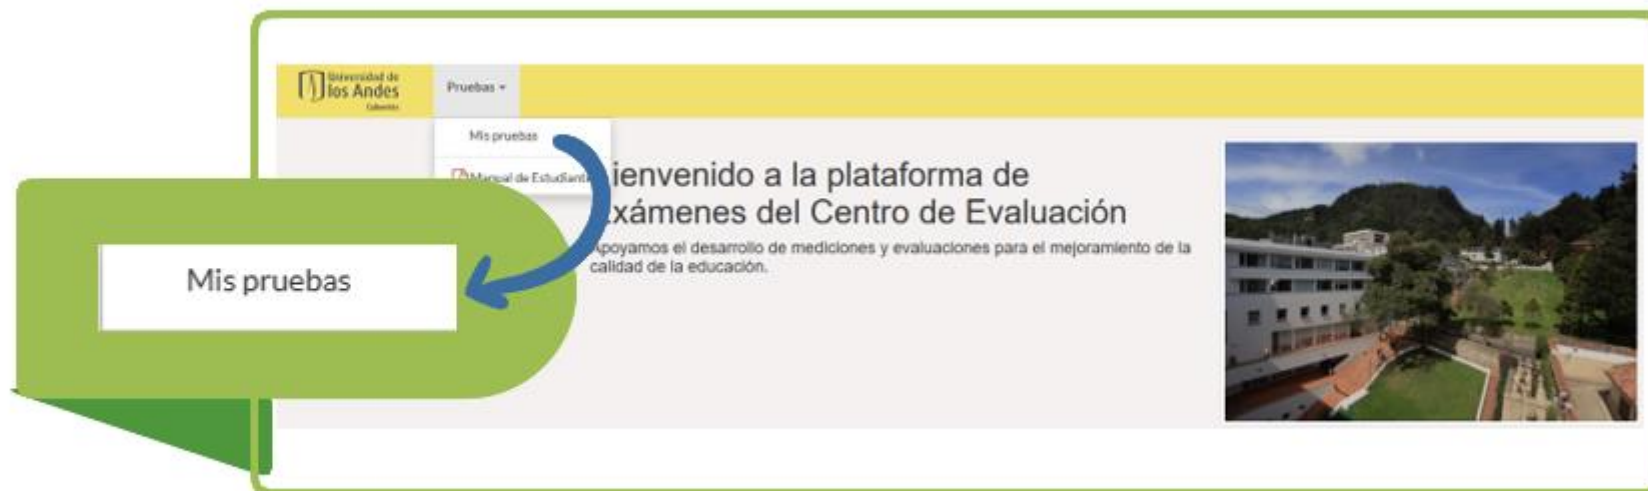 Universidad de
los Andes
Colombia
Pruebas
Mis pruebas
Manual de Estudiante
ienvenido a la plataforma de
xámenes del Centro de Evaluación
Apoyamos el desarrollo de mediciones y evaluaciones para el mejoramiento de la
calidad de la educación.
Mis pruebas